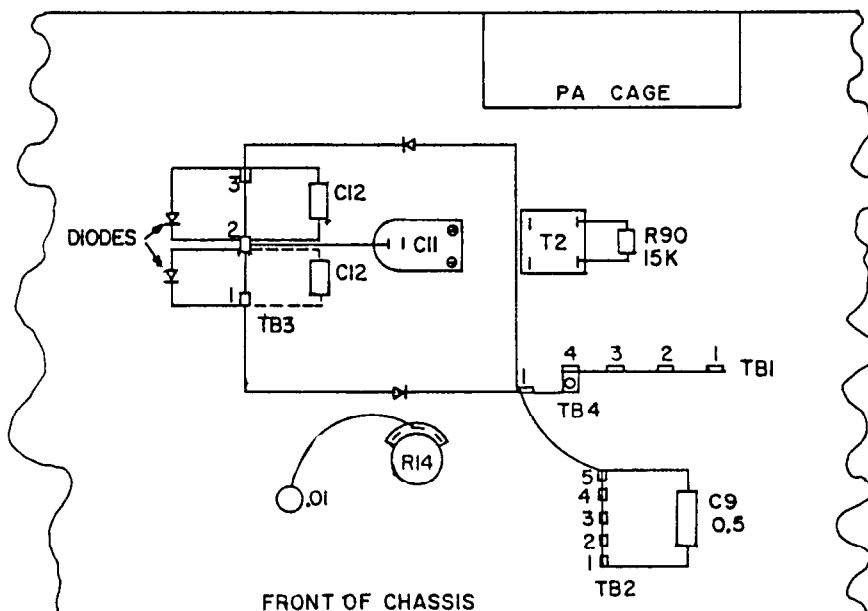 PA CAGE
3
C12
2
DIODES
C11
T2
R90
15K
C12
1
TB3
1
4
3
2
1
TB1
TB4
R14
.01
5
4
3
2
1
C9
0.5
TB2
FRONT OF CHASSIS